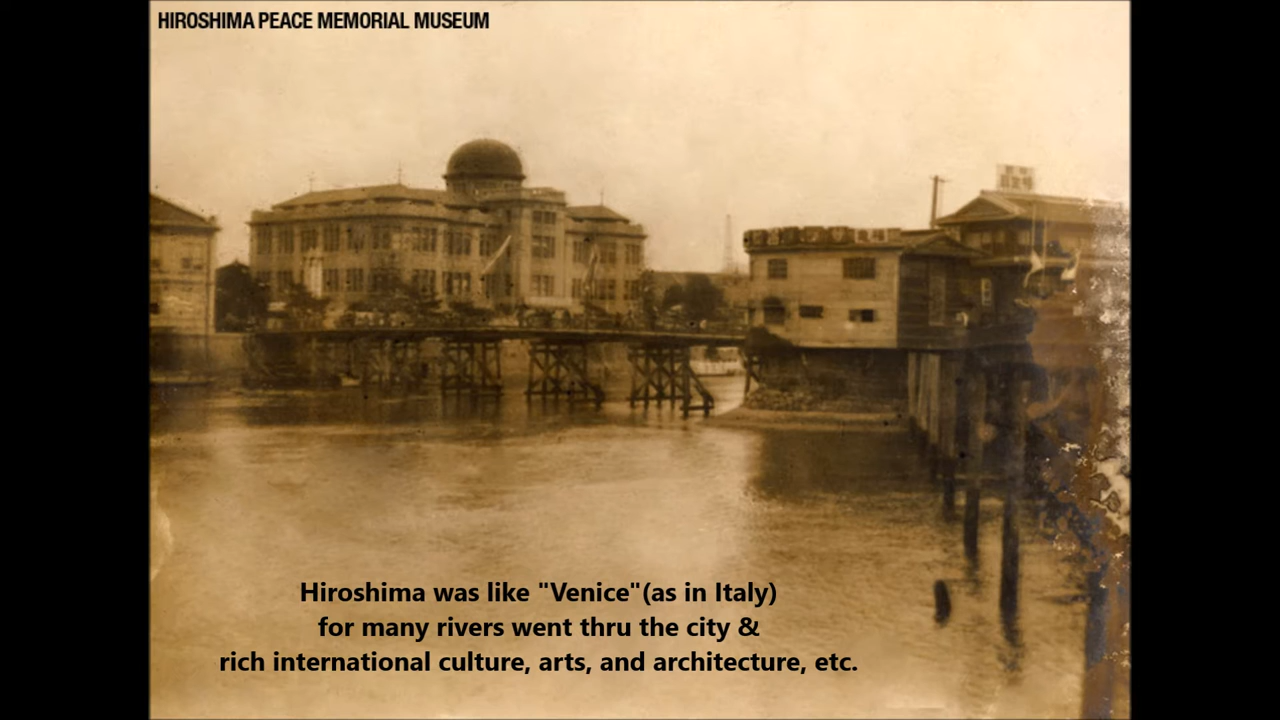 HIROSHIMA PEACE MEMORIAL MUSEUM
Hiroshima was like "Venice"(as in Italy)
for many rivers went thru the city &
rich international culture, arts, and architecture, etc.